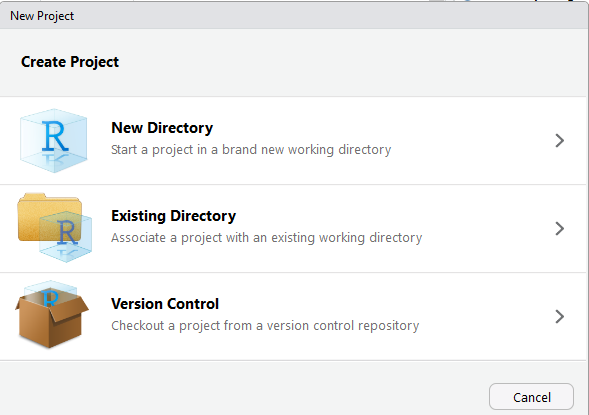 New Project
Create Project
R
New Directory
Start a project in a brand new working directory
R
Existing Directory
Associate a project with an existing working directory
R
Version Control
Checkout a project from a version control repository
Cancel